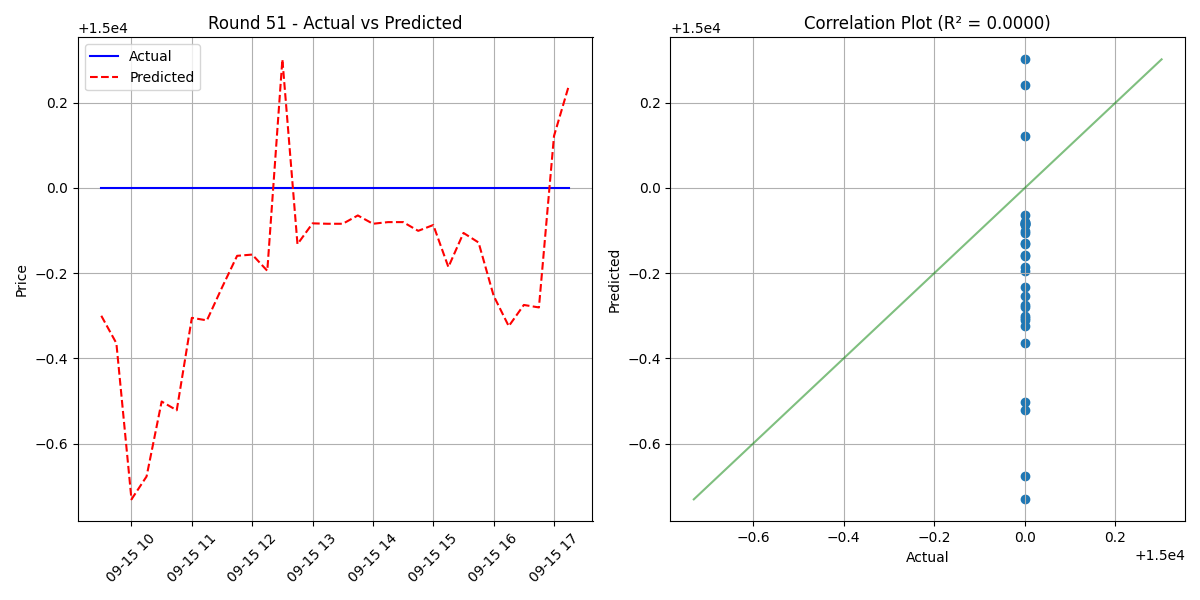 Round 51 - Actual vs Predicted
+1.5e4
Actual
Predicted
0.2
0.0
−0.2
−0.4
−0.6
Price
09-15 10
09-15 11
09-15 12
09-15 13
09-15 14
09-15 15
09-15 16
09-15 17
Correlation Plot (R² = 0.0000)
+1.5e4
0.2
0.0
−0.2
−0.4
−0.6
Predicted
−0.6
−0.4
−0.2
0.0
0.2
Actual
+1.5e4